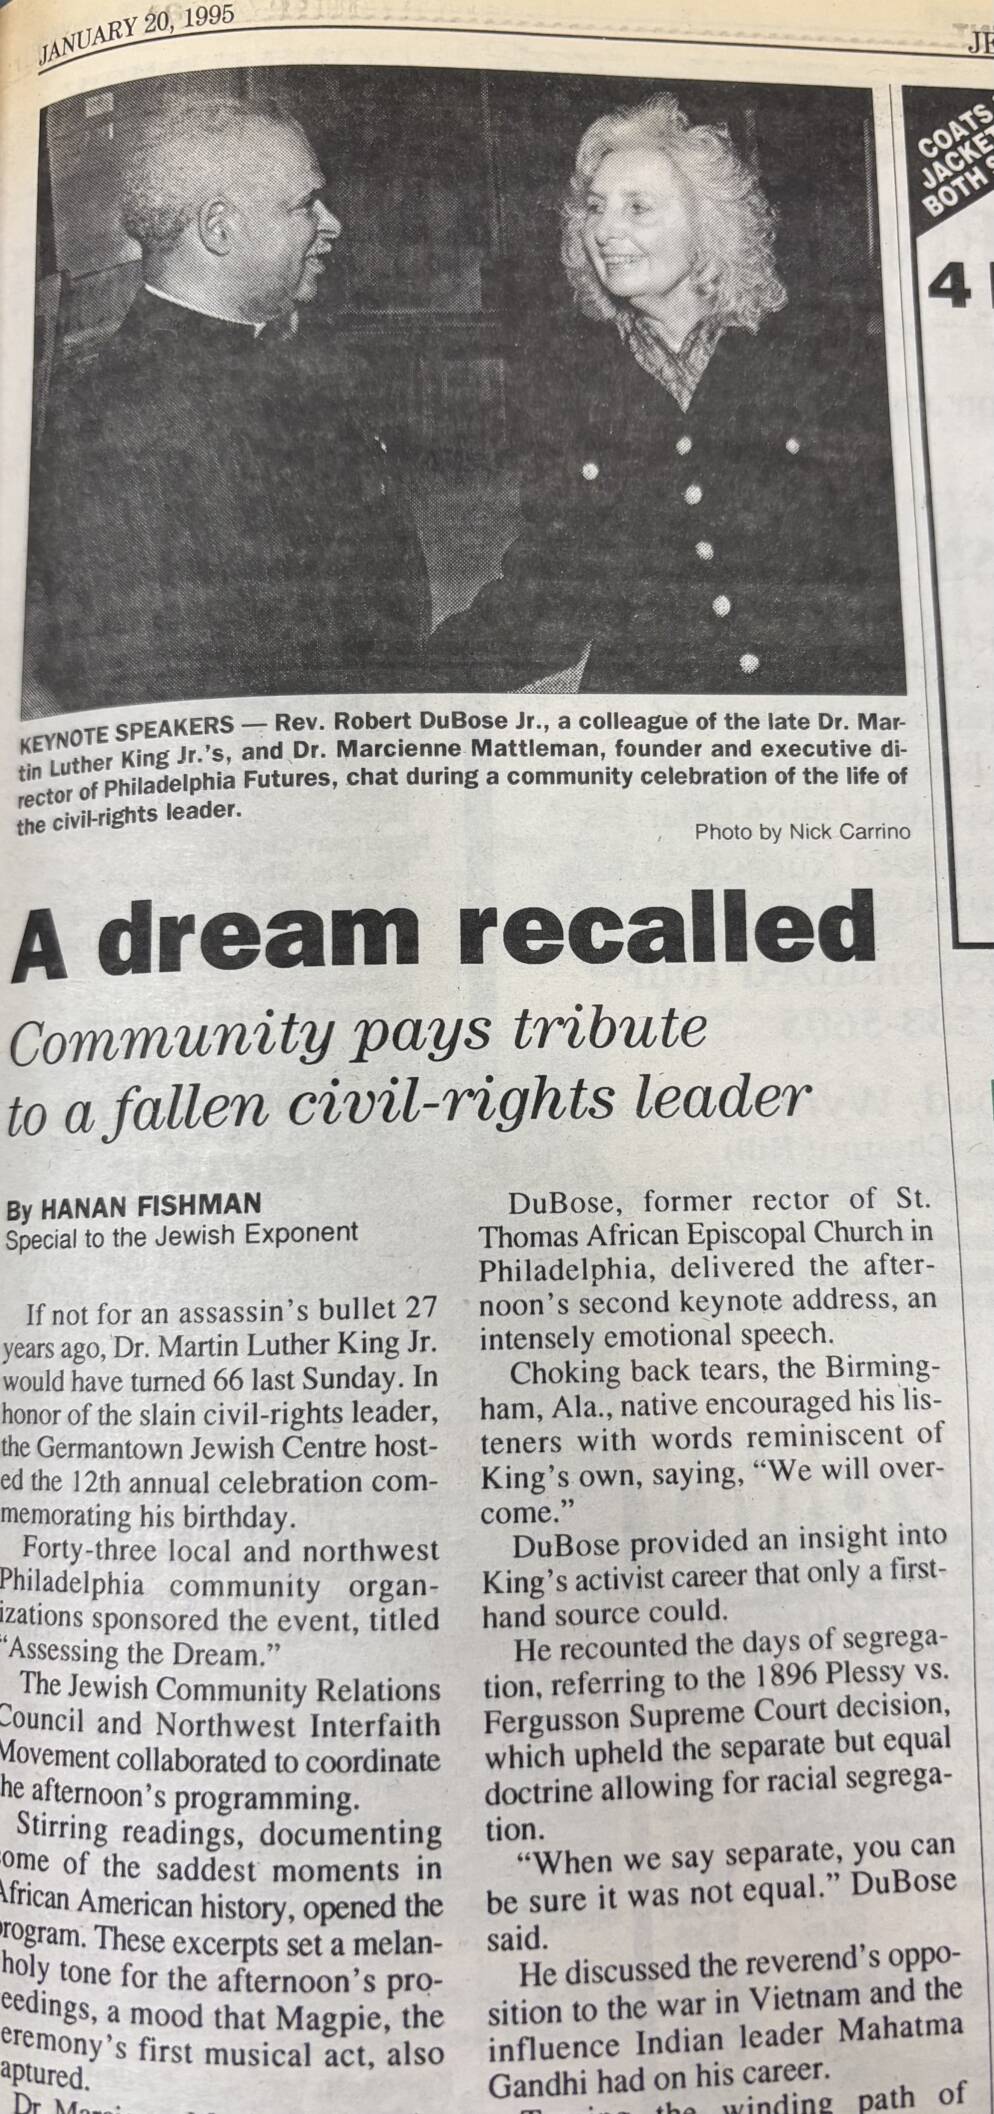 JANUARY 20, 1995
COATS
BOTH
4
KEYNOTE SPEAKERS — Rev. Robert DuBose Jr., a colleague of the late Dr. Mar-
tin Luther King Jr.'s, and Dr. Marcienne Mattleman, founder and executive di-
rector of Philadelphia Futures, chat during a community celebration of the life of
the civil-rights leader.
Photo by Nick Carrino
A dream recalled
Community pays tribute
to a fallen civil-rights leader
By HANAN FISHMAN
Special to the Jewish Exponent
If not for an assassin's bullet 27
years ago, Dr. Martin Luther King Jr.
would have turned 66 last Sunday. In
honor of the slain civil-rights leader,
the Germantown Jewish Centre host-
ed the 12th annual celebration com-
memorating his birthday.
Forty-three local and northwest
Philadelphia community organ-
izations sponsored the event, titled
“Assessing the Dream.”
The Jewish Community Relations
Council and Northwest Interfaith
Movement collaborated to coordinate
he afternoon's programming.
Stirring readings, documenting
ome of the saddest moments in
African American history, opened the
rogram. These excerpts set a melan-
holy tone for the afternoon's pro-
eedings, a mood that Magpie, the
eremony's first musical act, also
aptured.
Dr
DuBose, former rector of St.
Thomas African Episcopal Church in
Philadelphia, delivered the after-
noon's second keynote address, an
intensely emotional speech.
Choking back tears, the Birming-
ham, Ala., native encouraged his lis-
teners with words reminiscent of
King's own, saying, “We will over-
come.”
DuBose provided an insight into
King's activist career that only a first-
hand source could.
He recounted the days of segrega-
tion, referring to the 1896 Plessy vs.
Fergusson Supreme Court decision,
which upheld the separate but equal
doctrine allowing for racial segrega-
tion.
“When we say separate, you can
be sure it was not equal.” DuBose
said.
He discussed the reverend's oppo-
sition to the war in Vietnam and the
influence Indian leader Mahatma
Gandhi had on his career.
the winding path of